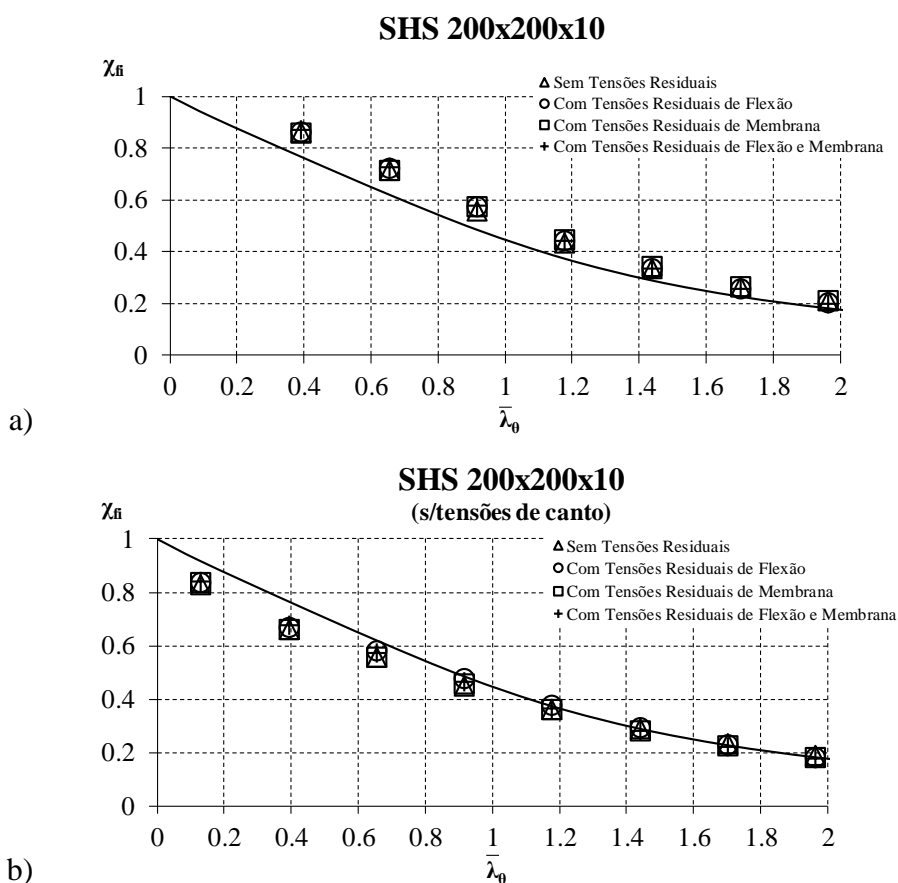 SHS 200x200x10
χfi
Sem Tensões Residuais
Com Tensões Residuais de Flexão
Com Tensões Residuais de Membrana
Com Tensões Residuais de Flexão e Membrana
1
0.8
0.6
0.4
0.2
0
0 0.2 0.4 0.6 0.8 1 1.2 1.4 1.6 1.8 2
a)
λ̅θ
SHS 200x200x10
(s/tensões de canto)
χfi
Sem Tensões Residuais
Com Tensões Residuais de Flexão
Com Tensões Residuais de Membrana
Com Tensões Residuais de Flexão e Membrana
1
0.8
0.6
0.4
0.2
0
0 0.2 0.4 0.6 0.8 1 1.2 1.4 1.6 1.8 2
b)
λ̅θ